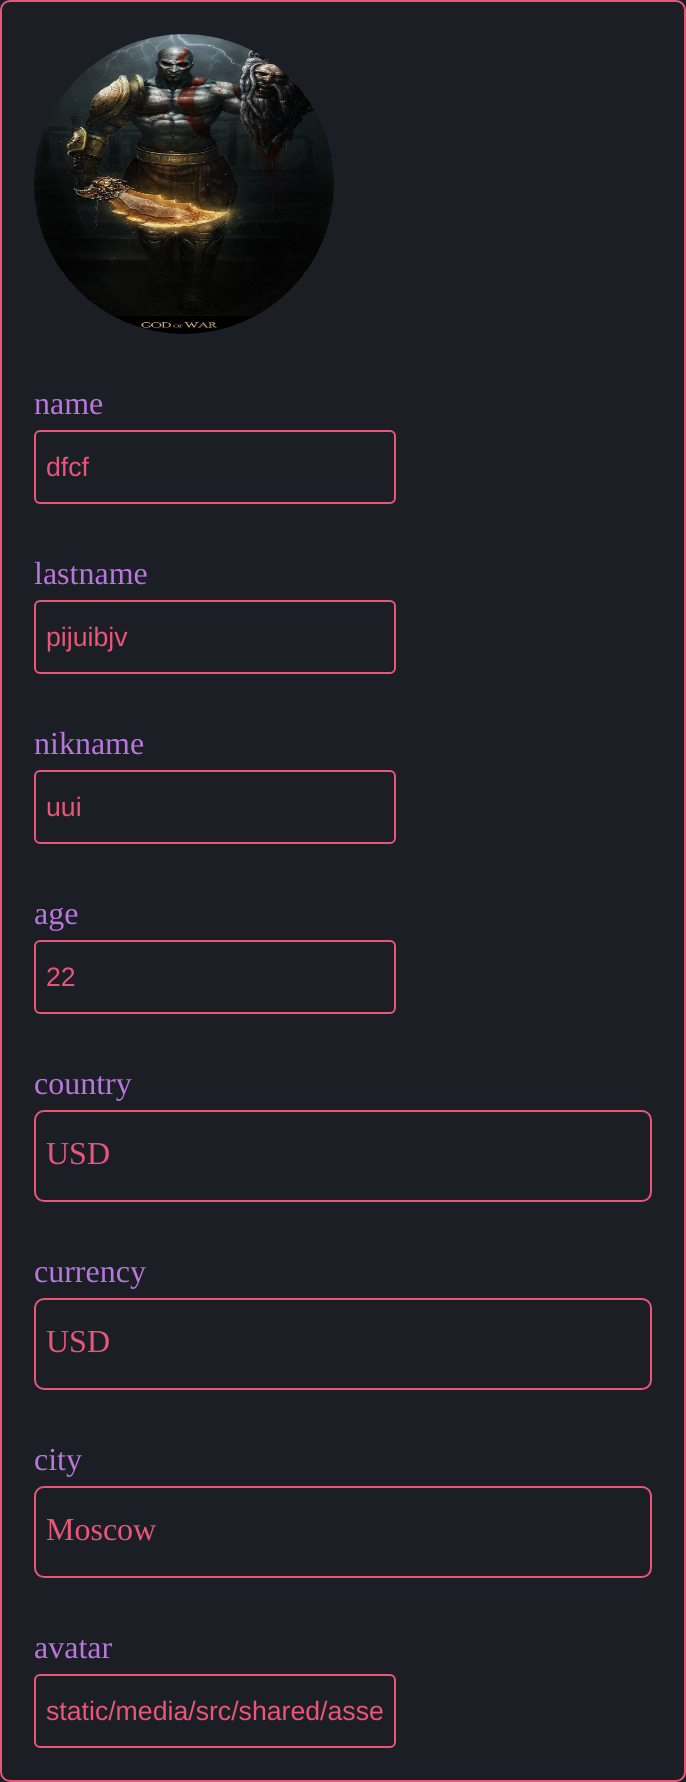 GOD OF WAR
name
dfcf
lastname
pijuibjv
nikname
uui
age
22
country
USD
currency
USD
city
Moscow
avatar
static/media/src/shared/asse